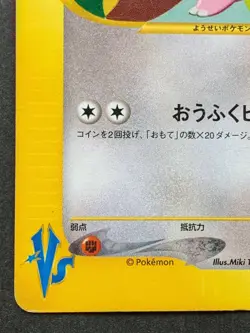 ようせいポケモン
おうふくビ
コインを2回投げ、「おもて」の数×20ダメージ。
弱点
抵抗力
©Pokémon
Illus.Miki T
VS